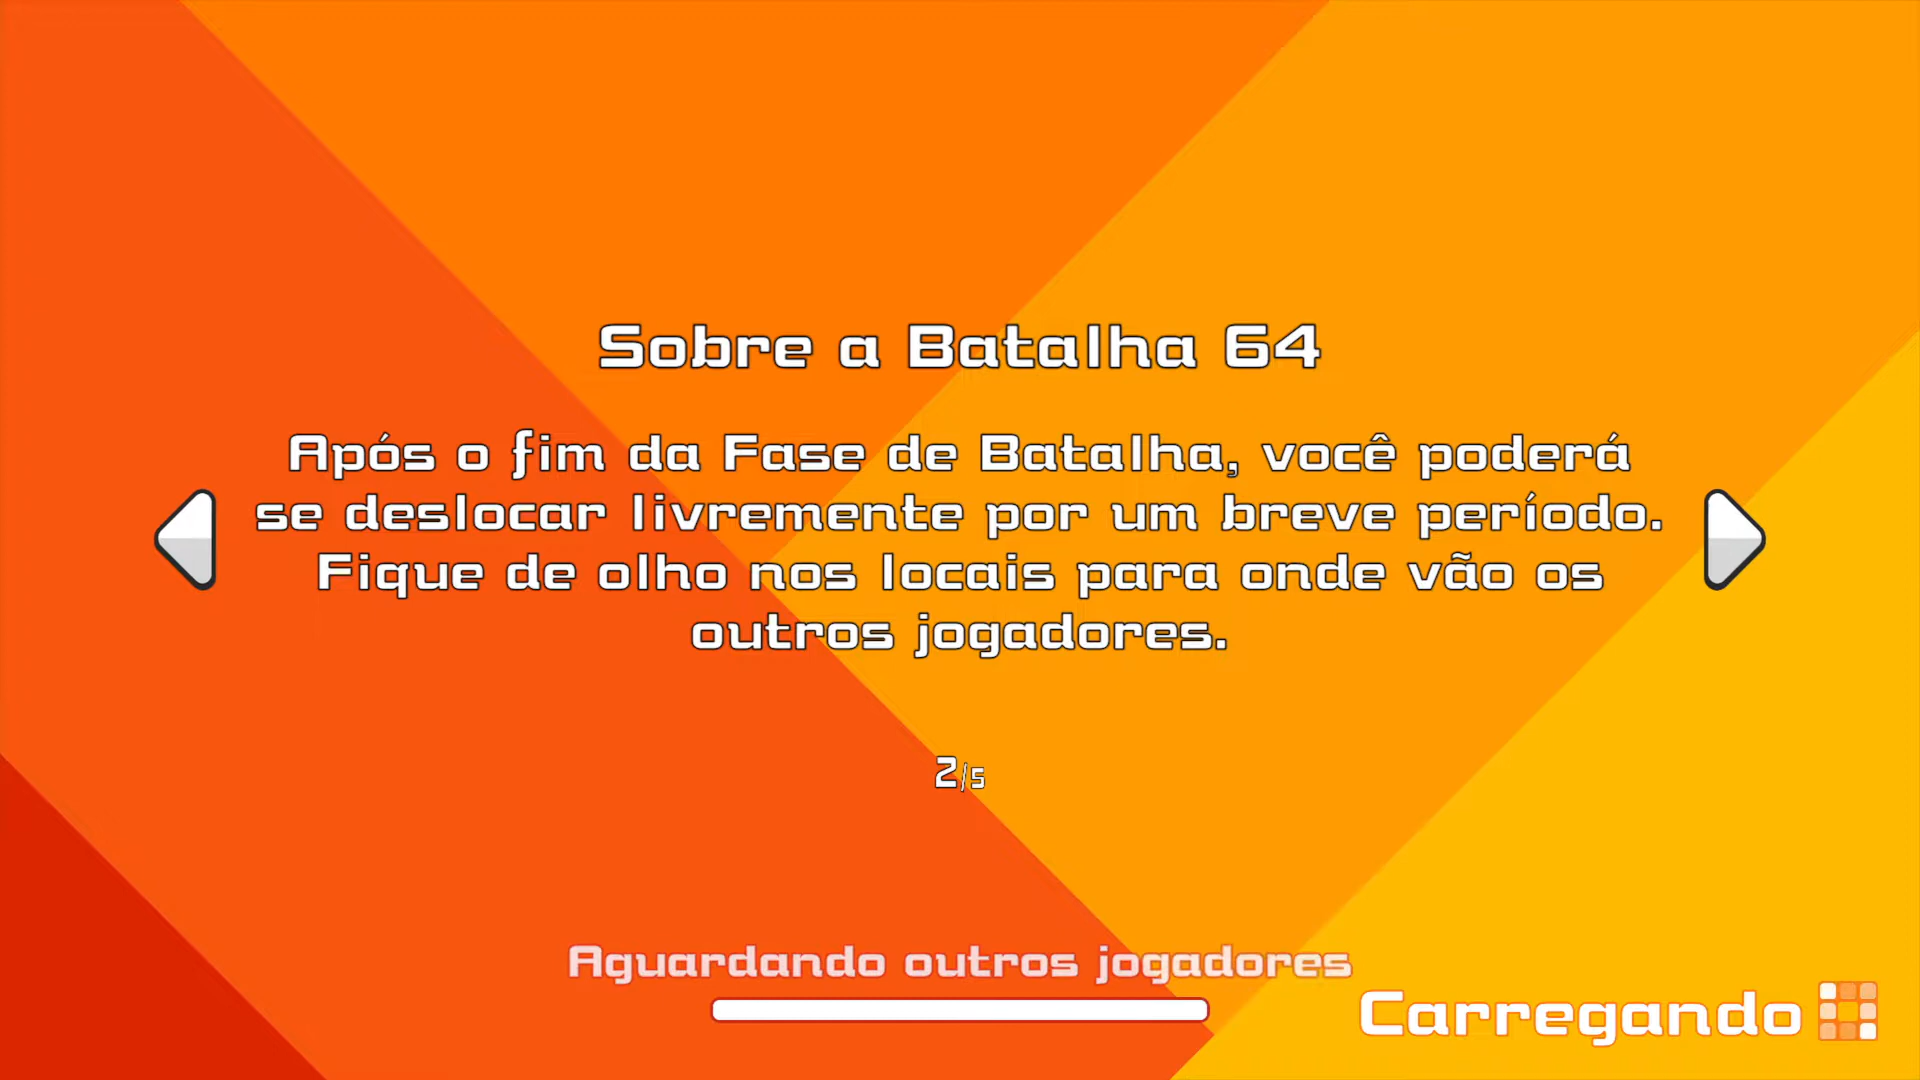 Sobre a Batalha 64
Após o fim da Fase de Batalha, você poderá
se deslocar livremente por um breve período.
Fique de olho nos locais para onde vão os
outros jogadores.
2/5
Aguardando outros jogadores
Carregando